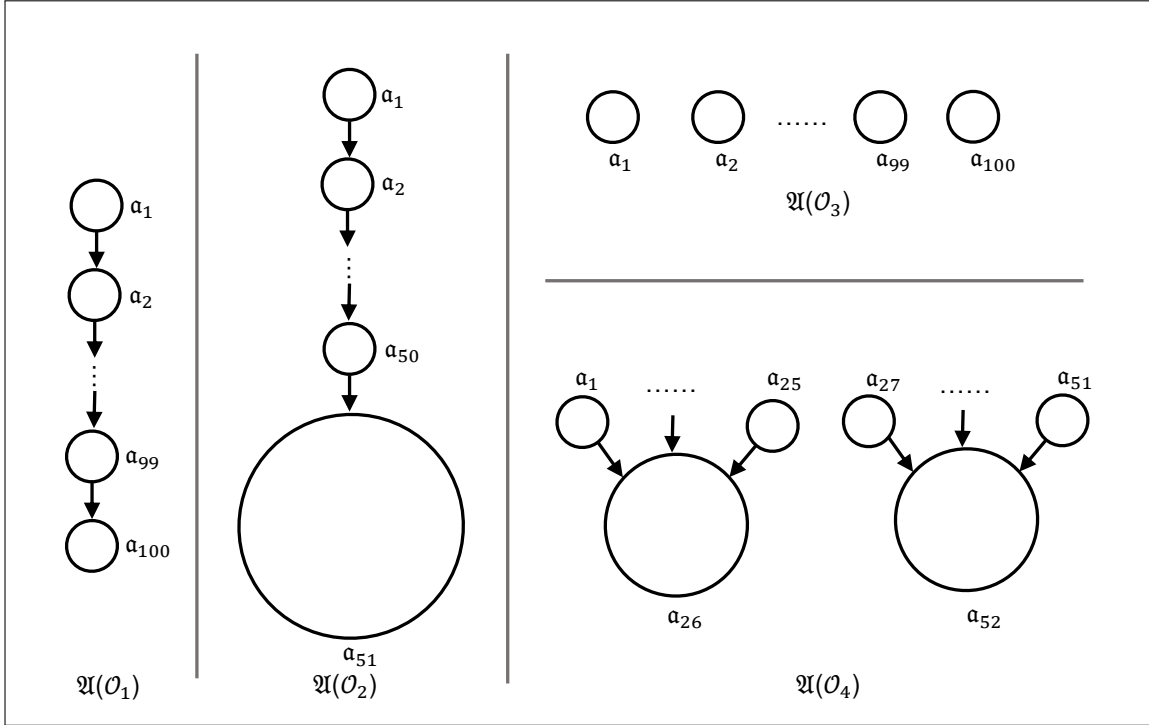 𝔞₁
𝔞₂
⋮
𝔞₉₉
𝔞₁₀₀
𝔄(𝒪₁)
𝔞₁
𝔞₂
⋮
𝔞₅₀
𝔞₅₁
𝔄(𝒪₂)
𝔞₁ 𝔞₂ …… 𝔞₉₉ 𝔞₁₀₀
𝔄(𝒪₃)
𝔞₁ …… 𝔞₂₅ 𝔞₂₇ …… 𝔞₅₁
𝔞₂₆ 𝔞₅₂
𝔄(𝒪₄)